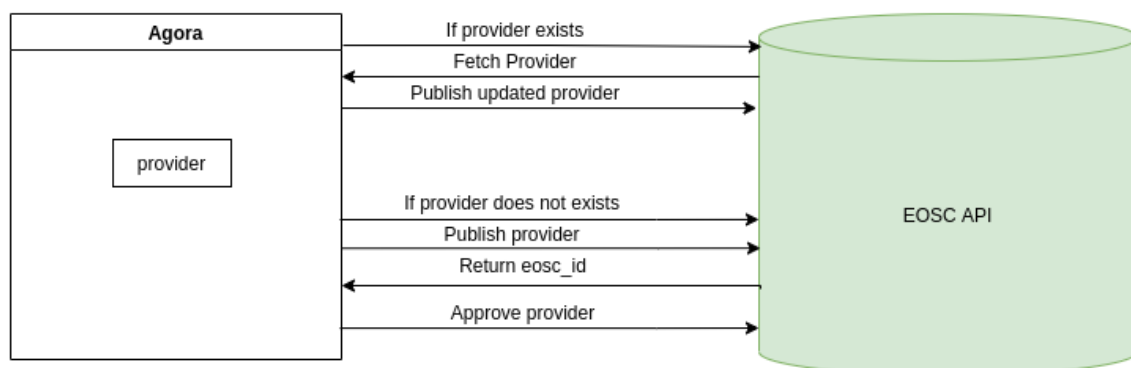 Agora
If provider exists
Fetch Provider
Publish updated provider
provider
If provider does not exists
Publish provider
Return eosc_id
Approve provider
EOSC API